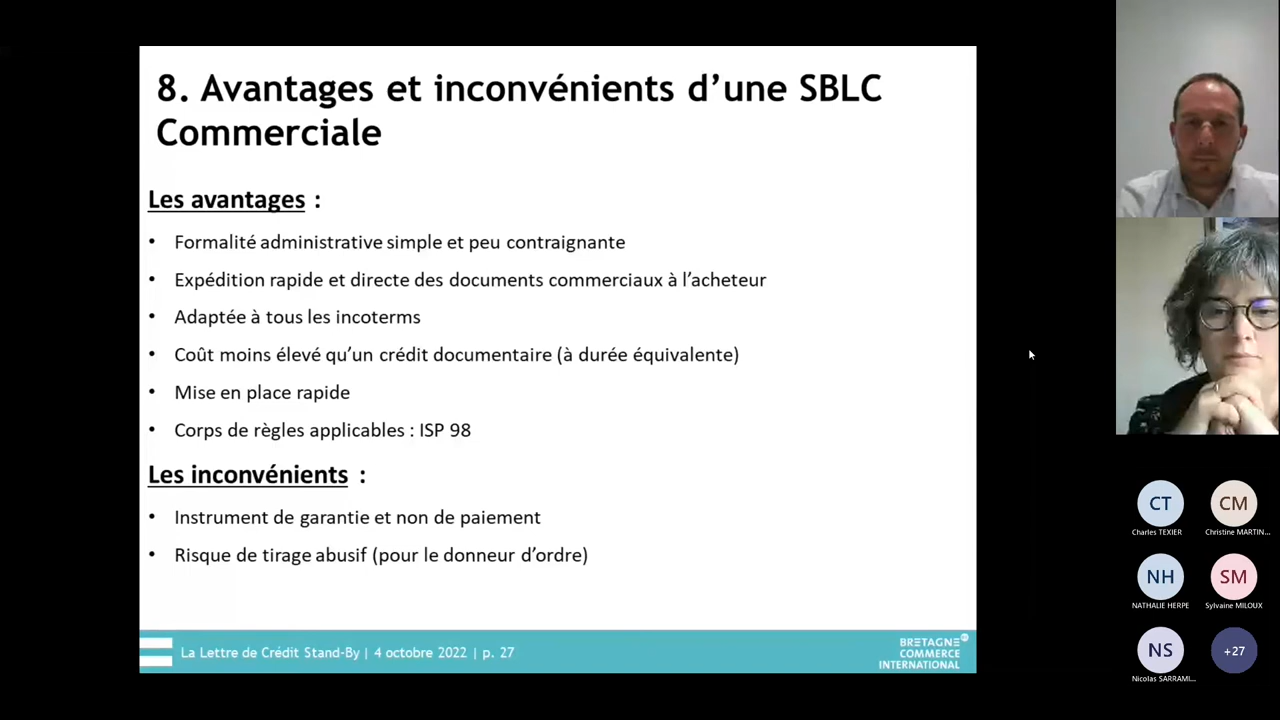 8. Avantages et inconvénients d’une SBLC
Commerciale
Les avantages :
• Formalité administrative simple et peu contraignante
• Expédition rapide et directe des documents commerciaux à l’acheteur
• Adaptée à tous les incoterms
• Coût moins élevé qu’un crédit documentaire (à durée équivalente)
• Mise en place rapide
• Corps de règles applicables : ISP 98
Les inconvénients :
• Instrument de garantie et non de paiement
• Risque de tirage abusif (pour le donneur d’ordre)
La Lettre de Crédit Stand-By | 4 octobre 2022 | p. 27
BRETAGNE
COMMERCE
INTERNATIONAL
CT
CM
Charles TEXIER
Christine MARTIN...
NH
SM
NATHALIE HERPE
Sylvaine MILOUX
NS
+27
Nicolas SARRAMI...